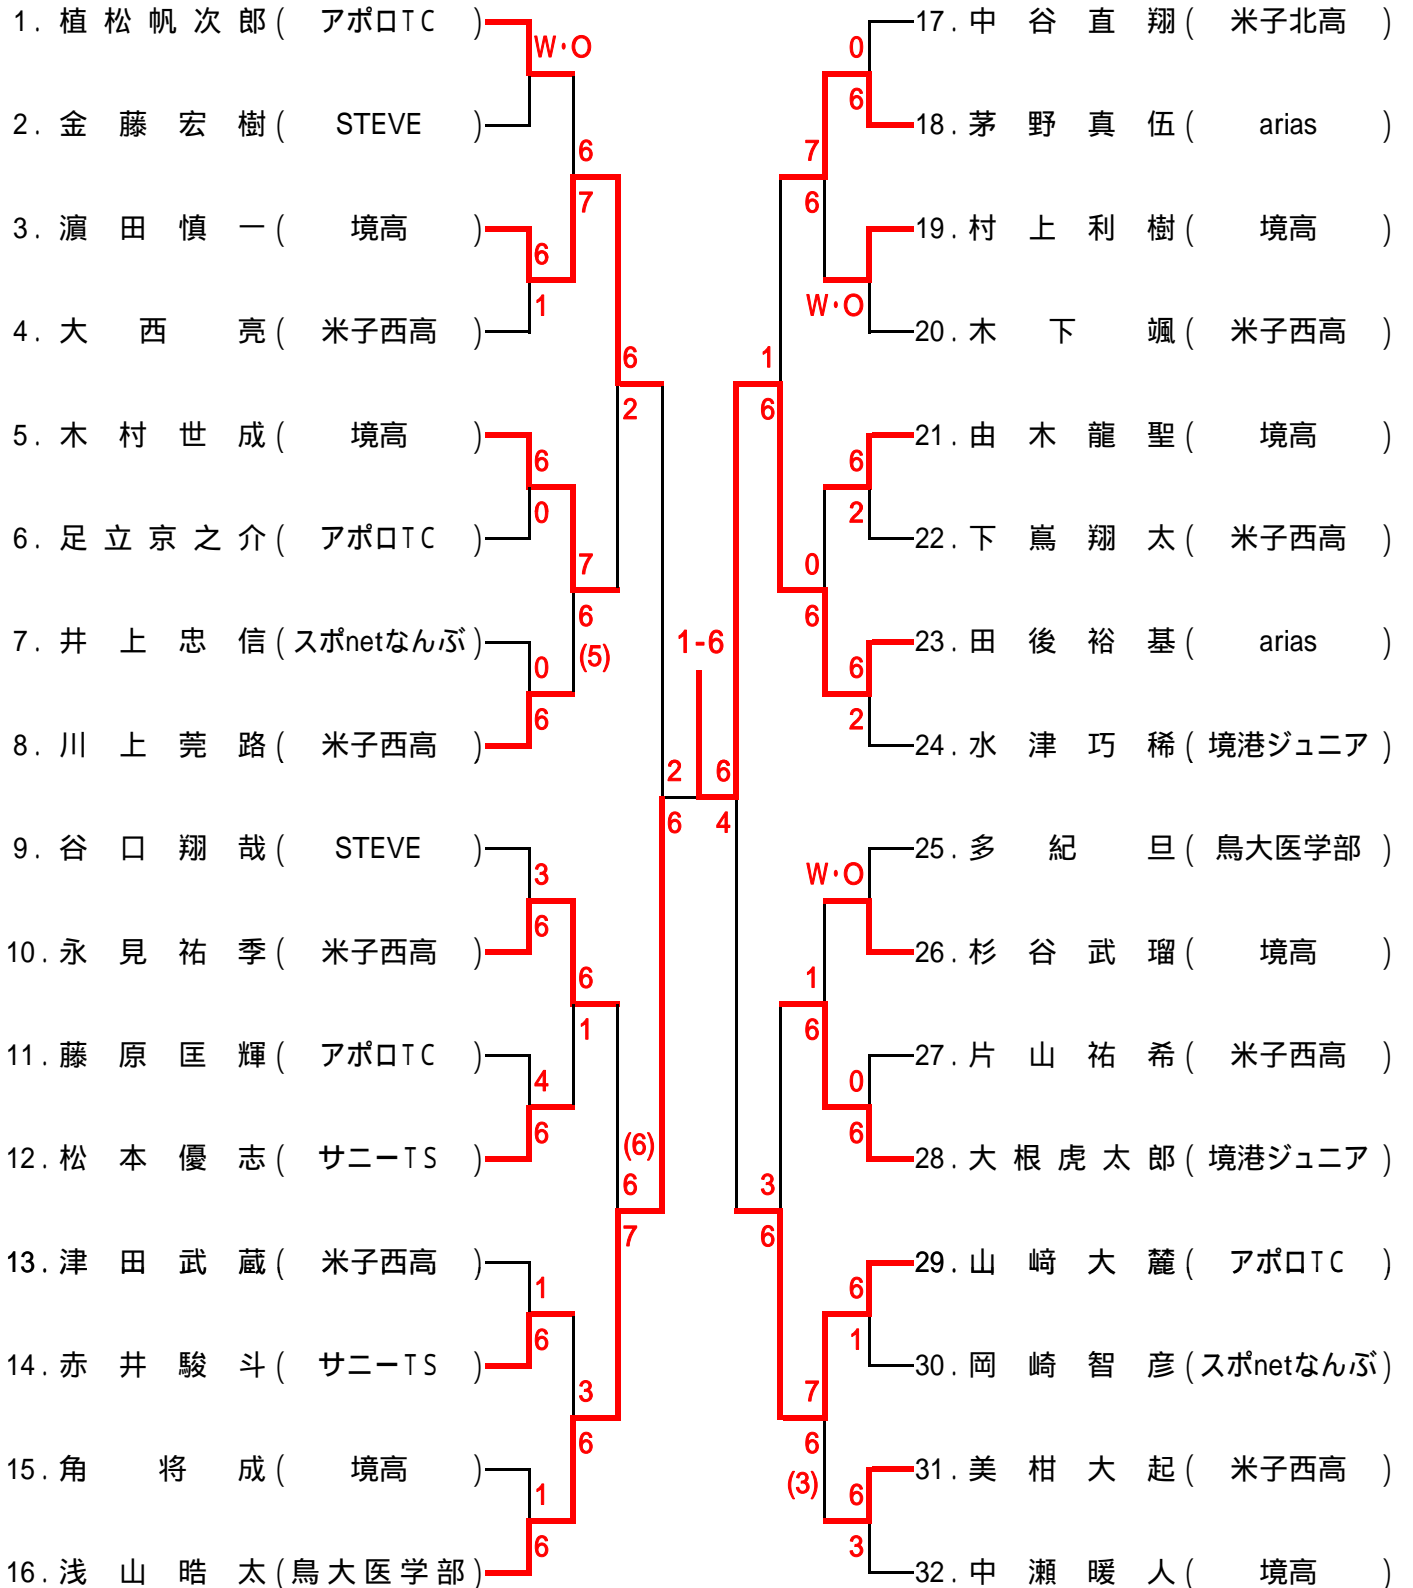 1. 植松帆次郎 ( アポロTC )
W・O
2. 金藤宏樹 ( STEVE )
6
7
3. 濵田慎一 ( 境高 )
6
1
4. 大西亮 ( 米子西高 )
6
2
5. 木村世成 ( 境高 )
6
0
6. 足立京之介 ( アポロTC )
7
6
(5)
7. 井上忠信 (スポnetなんぶ)
0
6
8. 川上莞路 ( 米子西高 )
2
6
9. 谷口翔哉 ( STEVE )
3
6
10. 永見祐季 ( 米子西高 )
6
1
11. 藤原匡輝 ( アポロTC )
4
6
12. 松本優志 ( サニーTS )
(6)
6
7
13. 津田武蔵 ( 米子西高 )
1
6
14. 赤井駿斗 ( サニーTS )
3
6
15. 角将成 ( 境高 )
1
6
16. 浅山晧太 (鳥大医学部)
1-6
17. 中谷直翔 ( 米子北高 )
0
6
18. 茅野真伍 ( arias )
7
6
19. 村上利樹 ( 境高 )
W・O
20. 木下颯 ( 米子西高 )
1
6
21. 由木龍聖 ( 境高 )
6
2
22. 下嶌翔太 ( 米子西高 )
0
6
23. 田後裕基 ( arias )
6
2
24. 水津巧稀 ( 境港ジュニア )
6
4
25. 多紀旦 ( 鳥大医学部 )
W・O
26. 杉谷武瑠 ( 境高 )
1
6
27. 片山祐希 ( 米子西高 )
0
6
28. 大根虎太郎 ( 境港ジュニア )
3
6
29. 山﨑大麓 ( アポロTC )
6
1
30. 岡崎智彦 (スポnetなんぶ)
7
6
(3)
31. 美柑大起 ( 米子西高 )
6
3
32. 中瀬暖人 ( 境高 )